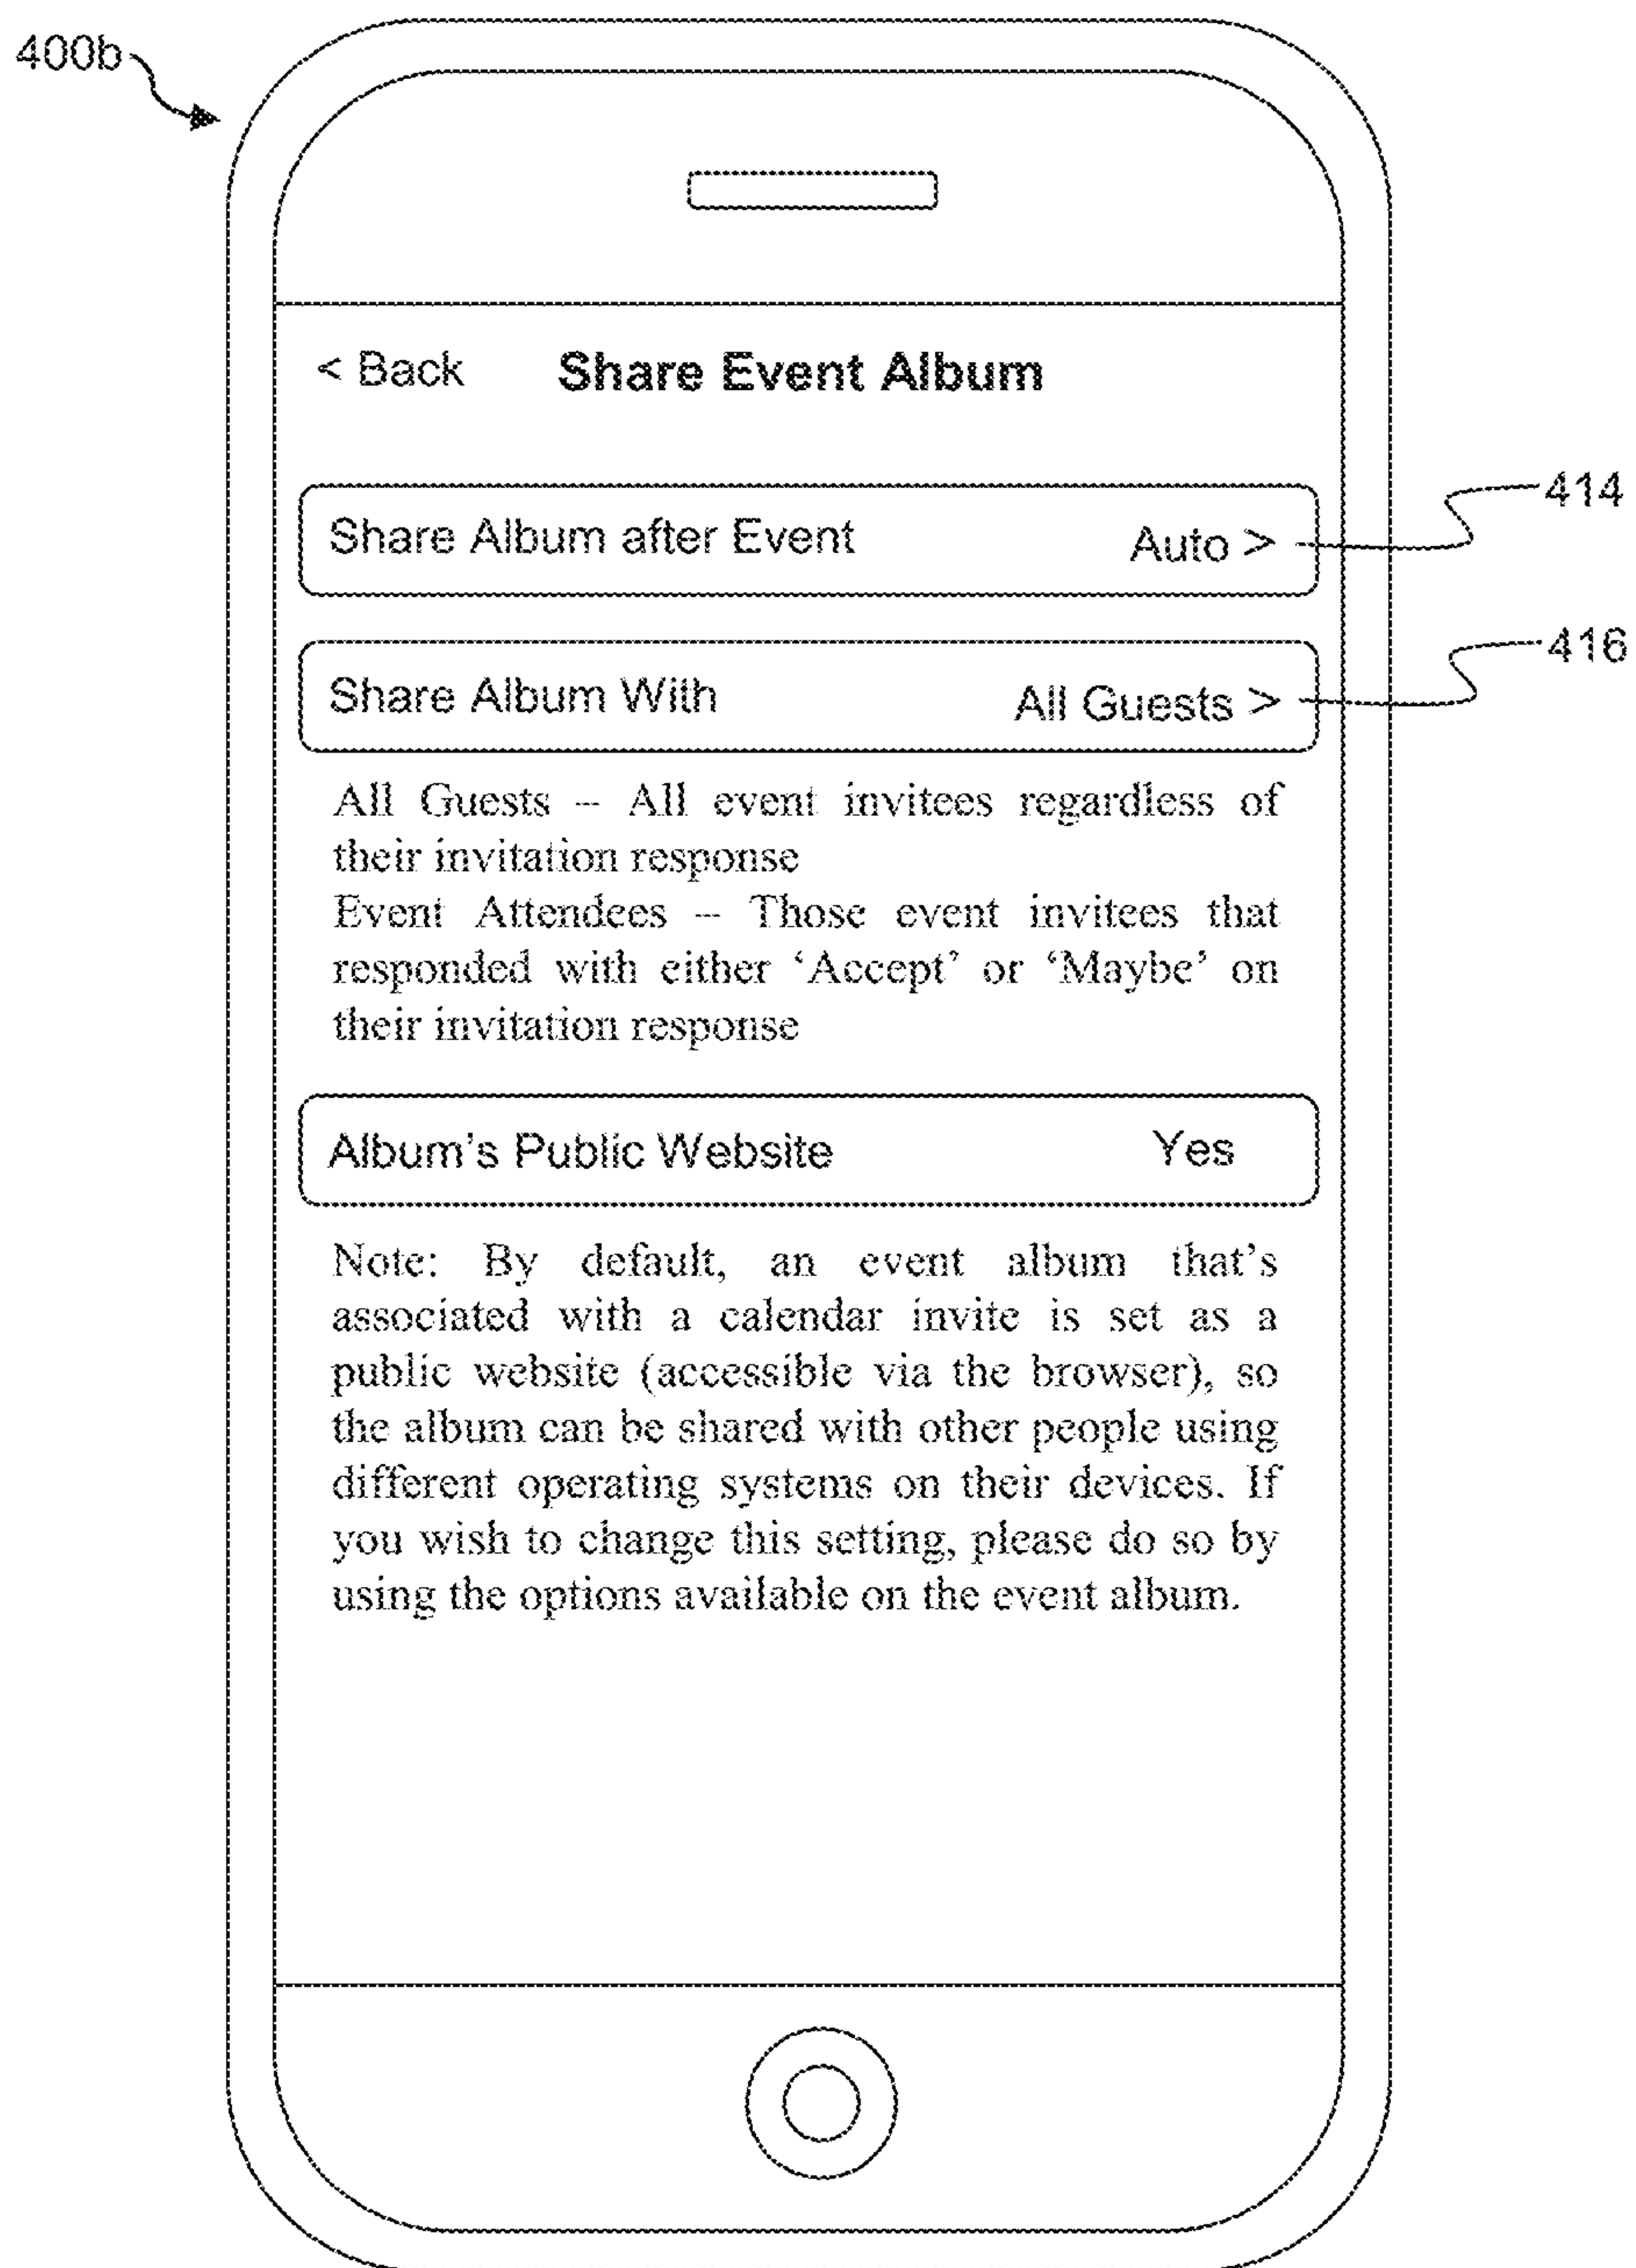 400b
< Back Share Event Album
Share Album after Event Auto >
414
Share Album With All Guests >
416
All Guests – All event invitees regardless of
their invitation response
Event Attendees – Those event invitees that
responded with either ‘Accept’ or ‘Maybe’ on
their invitation response
Album's Public Website Yes
Note: By default, an event album that's
associated with a calendar invite is set as a
public website (accessible via the browser), so
the album can be shared with other people using
different operating systems on their devices. If
you wish to change this setting, please do so by
using the options available on the event album.